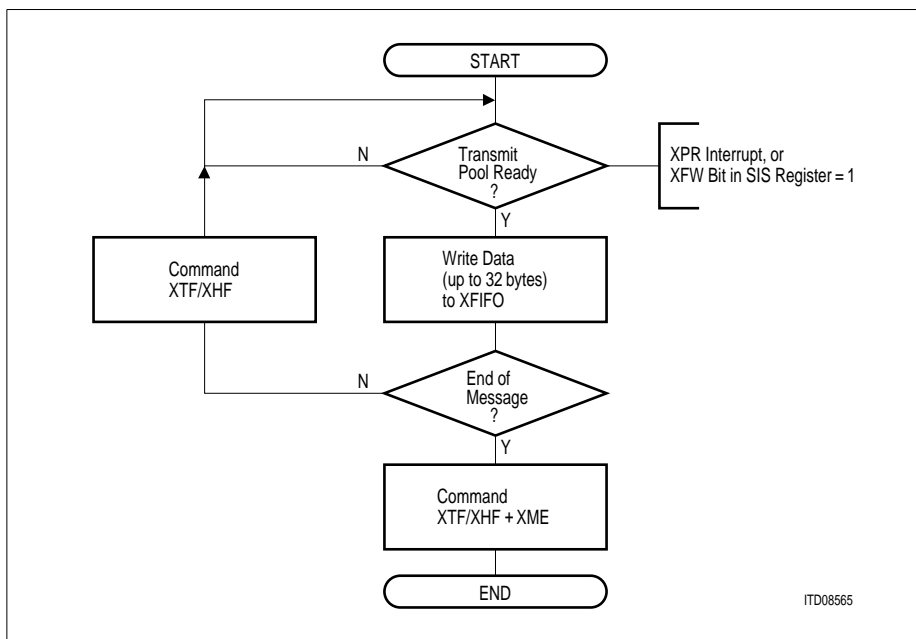 START
N
Transmit
Pool Ready
?
XPR Interrupt, or
XFW Bit in SIS Register = 1
Y
Command
XTF/XHF
Write Data
(up to 32 bytes)
to XFIFO
N
End of
Message
?
Y
Command
XTF/XHF + XME
END
ITD08565